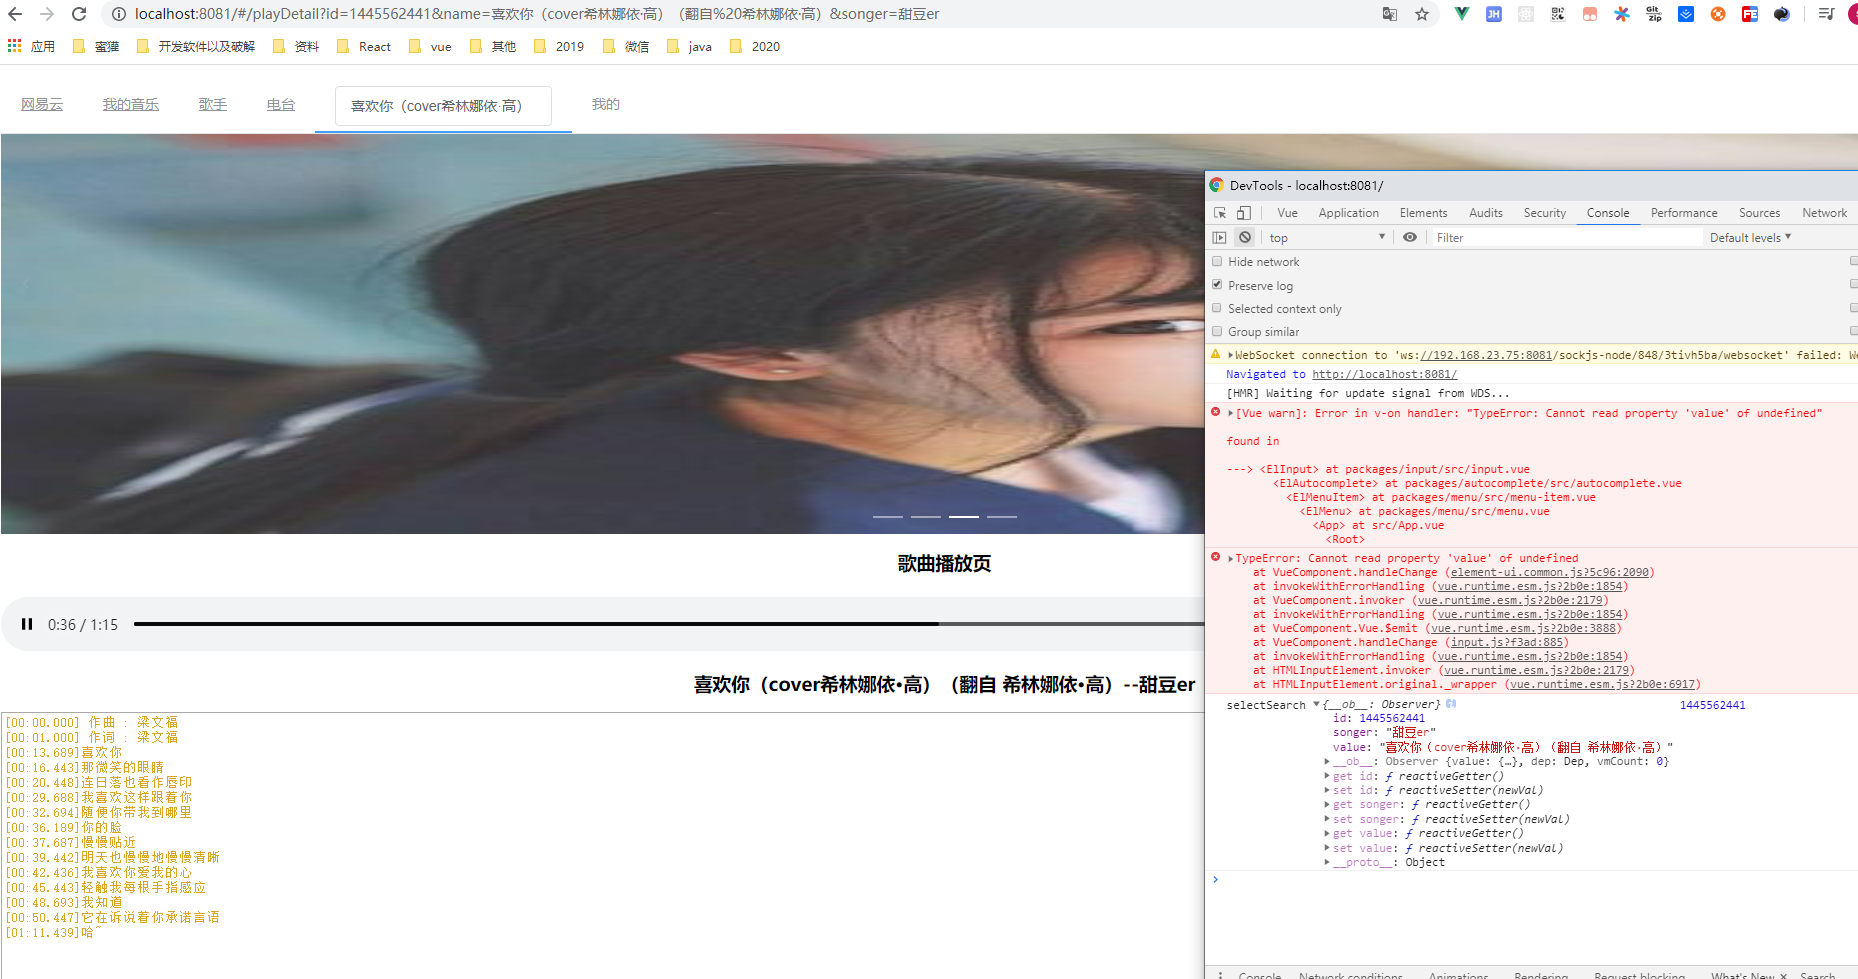 localhost:8081/#/playDetail?id=1445562441&name=喜欢你（cover希林娜依·高）（翻自%20希林娜依·高）&songer=甜豆er
应用 蜜獾 开发软件以及破解 资料 React vue 其他 2019 微信 java 2020
网易云 我的音乐 歌手 电台 喜欢你（cover希林娜依·高） 我的
歌曲播放页
0:36 / 1:15
喜欢你（cover希林娜依•高）（翻自 希林娜依•高）--甜豆er
[00:00.000] 作曲 : 梁文福
[00:01.000] 作词 : 梁文福
[00:13.689]喜欢你
[00:16.443]那微笑的眼睛
[00:20.448]连日落也看作唇印
[00:29.688]我喜欢这样跟着你
[00:32.694]随便你带我到哪里
[00:36.189]你的脸
[00:37.687]慢慢贴近
[00:39.442]明天也慢慢地慢慢清晰
[00:42.436]我喜欢你爱我的心
[00:45.443]轻触我每根手指感应
[00:48.693]我知道
[00:50.447]它在诉说着你承诺言语
[01:11.439]哈~
DevTools - localhost:8081/
Vue Application Elements Audits Security Console Performance Sources Network
top Filter Default levels
Hide network
Preserve log
Selected context only
Group similar
WebSocket connection to 'ws://192.168.23.75:8081/sockjs-node/848/3tivh5ba/websocket' failed: We
Navigated to http://localhost:8081/
[HMR] Waiting for update signal from WDS...
[Vue warn]: Error in v-on handler: "TypeError: Cannot read property 'value' of undefined"
found in
---> <ElInput> at packages/input/src/input.vue
<ElAutocomplete> at packages/autocomplete/src/autocomplete.vue
<ElMenuItem> at packages/menu/src/menu-item.vue
<ElMenu> at packages/menu/src/menu.vue
<App> at src/App.vue
<Root>
TypeError: Cannot read property 'value' of undefined
at VueComponent.handleChange (element-ui.common.js?5c96:2090)
at invokeWithErrorHandling (vue.runtime.esm.js?2b0e:1854)
at VueComponent.invoker (vue.runtime.esm.js?2b0e:2179)
at invokeWithErrorHandling (vue.runtime.esm.js?2b0e:1854)
at VueComponent.Vue.$emit (vue.runtime.esm.js?2b0e:3888)
at VueComponent.handleChange (input.js?f3ad:885)
at invokeWithErrorHandling (vue.runtime.esm.js?2b0e:1854)
at HTMLInputElement.invoker (vue.runtime.esm.js?2b0e:2179)
at HTMLInputElement.original._wrapper (vue.runtime.esm.js?2b0e:6917)
selectSearch {__ob__: Observer} 1445562441
id: 1445562441
songer: "甜豆er"
value: "喜欢你（cover希林娜依·高）（翻自 希林娜依·高）"
__ob__: Observer {value: {…}, dep: Dep, vmCount: 0}
get id: ƒ reactiveGetter()
set id: ƒ reactiveSetter(newVal)
get songer: ƒ reactiveGetter()
set songer: ƒ reactiveSetter(newVal)
get value: ƒ reactiveGetter()
set value: ƒ reactiveSetter(newVal)
__proto__: Object
Console Network conditions Animations Rendering Request blocking What's New Search